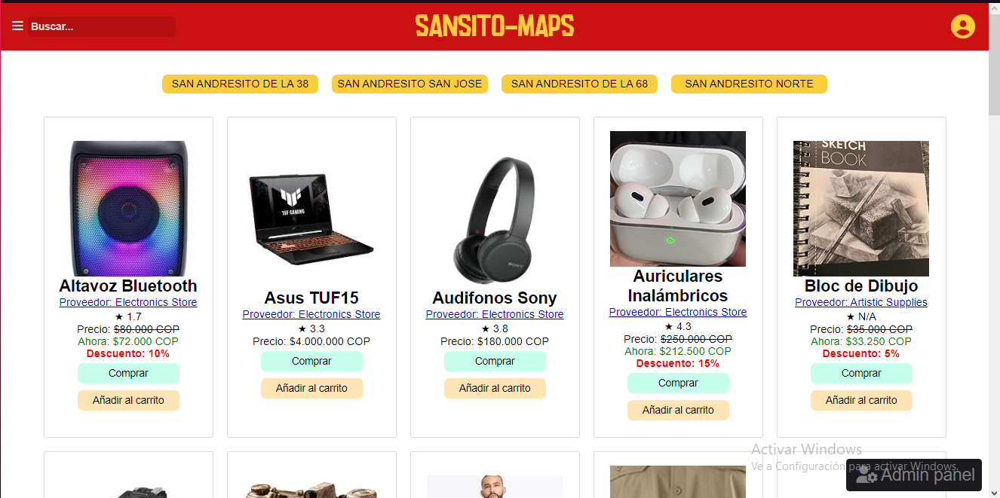 Buscar...
SANSITO-MAPS
SAN ANDRESITO DE LA 38
SAN ANDRESITO SAN JOSE
SAN ANDRESITO DE LA 68
SAN ANDRESITO NORTE
Altavoz Bluetooth
Proveedor: Electronics Store
★ 1.7
Precio: $80.000 COP
Ahora: $72.000 COP
Descuento: 10%
Comprar
Añadir al carrito
TUF GAMING
Asus TUF15
Proveedor: Electronics Store
★ 3.3
Precio: $4.000.000 COP
Comprar
Añadir al carrito
SONY
Audifonos Sony
Proveedor: Electronics Store
★ 3.8
Precio: $180.000 COP
Comprar
Añadir al carrito
Auriculares
Inalámbricos
Proveedor: Electronics Store
★ 4.3
Precio: $250.000 COP
Ahora: $212.500 COP
Descuento: 15%
Comprar
Añadir al carrito
SKETCH
BOOK
Bloc de Dibujo
Proveedor: Artistic Supplies
★ N/A
Precio: $35.000 COP
Ahora: $33.250 COP
Descuento: 5%
Comprar
Añadir al carrito
Activar Windows
Ve a Configuración para activar Windows.
Admin panel